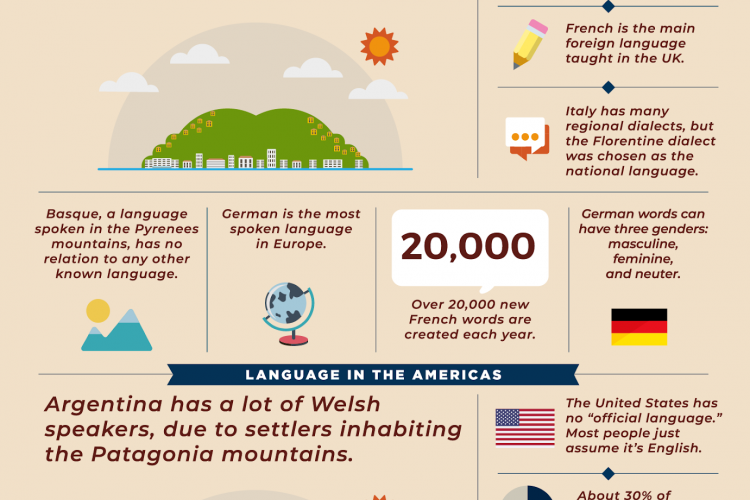 French is the main
foreign language
taught in the UK.
Italy has many
regional dialects, but
the Florentine dialect
was chosen as the
national language.
Basque, a language
spoken in the Pyrenees
mountains, has no
relation to any other
known language.
German is the most
spoken language
in Europe.
20,000
Over 20,000 new
French words are
created each year.
German words can
have three genders:
masculine,
feminine,
and neuter.
LANGUAGE IN THE AMERICAS
Argentina has a lot of Welsh
speakers, due to settlers inhabiting
the Patagonia mountains.
The United States has
no “official language.”
Most people just
assume it’s English.
About 30% of